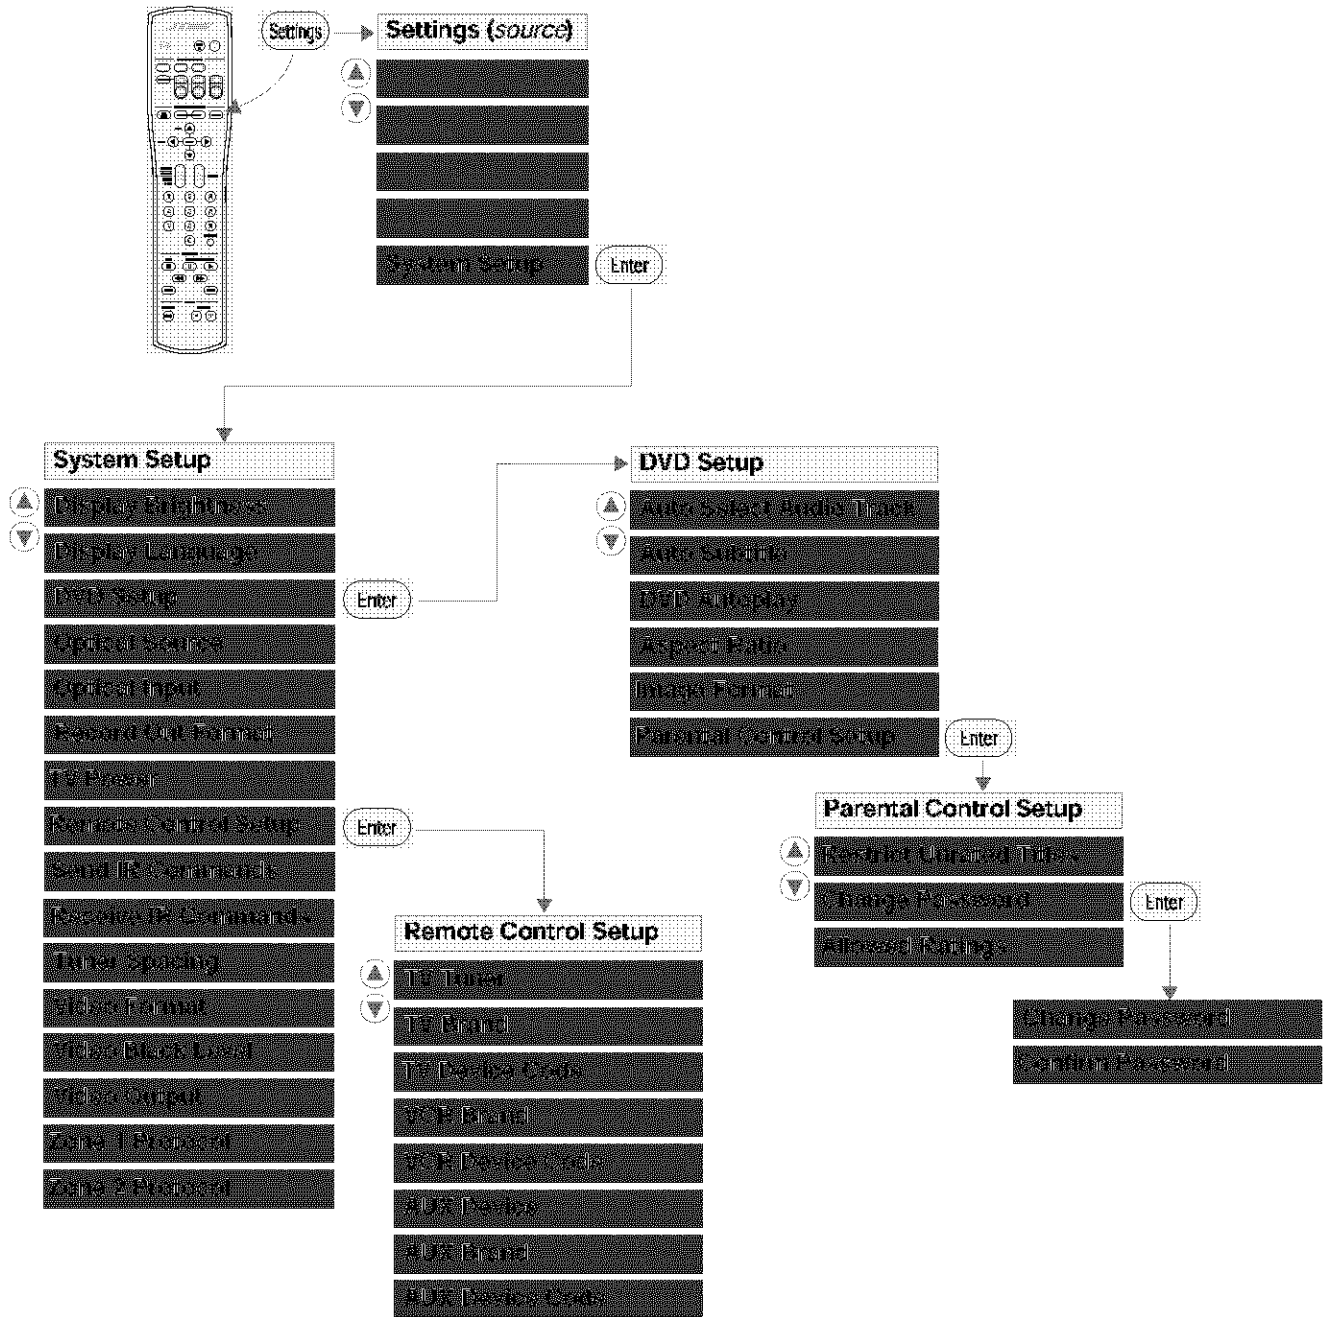 Settings
Settings (source)
System Setup
Enter
System Setup
Display Brightness
Display Language
DVD Setup
Enter
Optical Source
Optical Input
Record Out Format
TV Power
Remote Control Setup
Enter
Send IR Commands
Receive IR Commands
Tuner Spacing
Video Format
Video Black Level
Video Output
Zone 1 Protocol
Zone 2 Protocol
DVD Setup
Auto Select Audio Track
Auto Subtitle
DVD Autoplay
Aspect Ratio
Image Format
Parental Control Setup
Enter
Parental Control Setup
Restrict Unrated Titles
Change Password
Enter
Allowed Ratings
Change Password
Confirm Password
Remote Control Setup
TV Tuner
TV Brand
TV Device Code
VCR Brand
VCR Device Code
AUX Device
AUX Brand
AUX Device Code